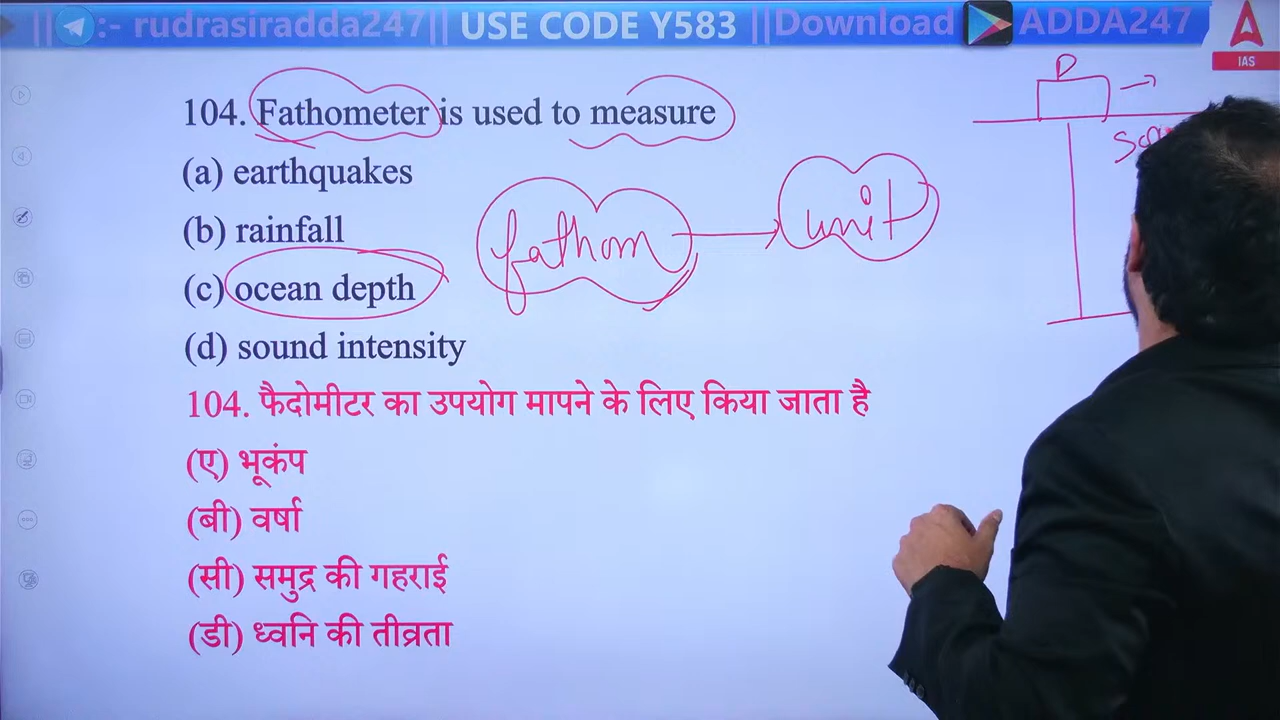 ||:- rudrasiradda247|| USE CODE Y583 ||Download ADDA247
IAS
104. Fathometer is used to measure
(a) earthquakes
(b) rainfall
(c) ocean depth
(d) sound intensity
fathom → unit
104. फैदोमीटर का उपयोग मापने के लिए किया जाता है
(ए) भूकंप
(बी) वर्षा
(सी) समुद्र की गहराई
(डी) ध्वनि की तीव्रता